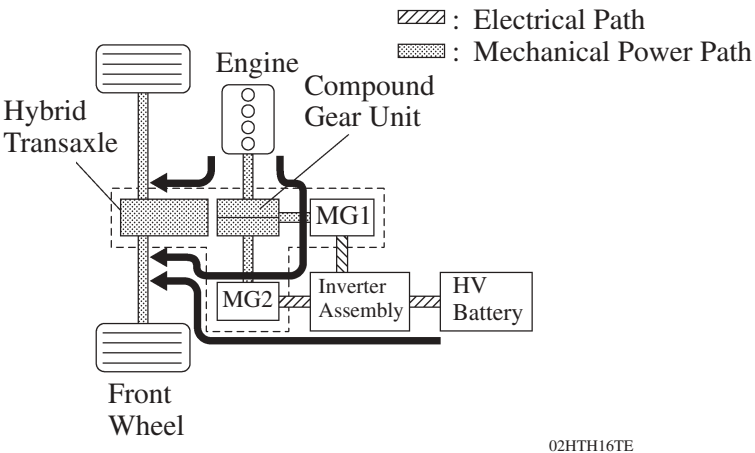 : Electrical Path
: Mechanical Power Path
Engine
Compound
Gear Unit
Hybrid
Transaxle
MG1
MG2
Inverter
Assembly
HV
Battery
Front
Wheel
02HTH16TE